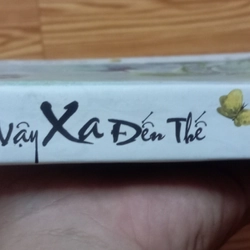 Vậy Xa Đến Thế